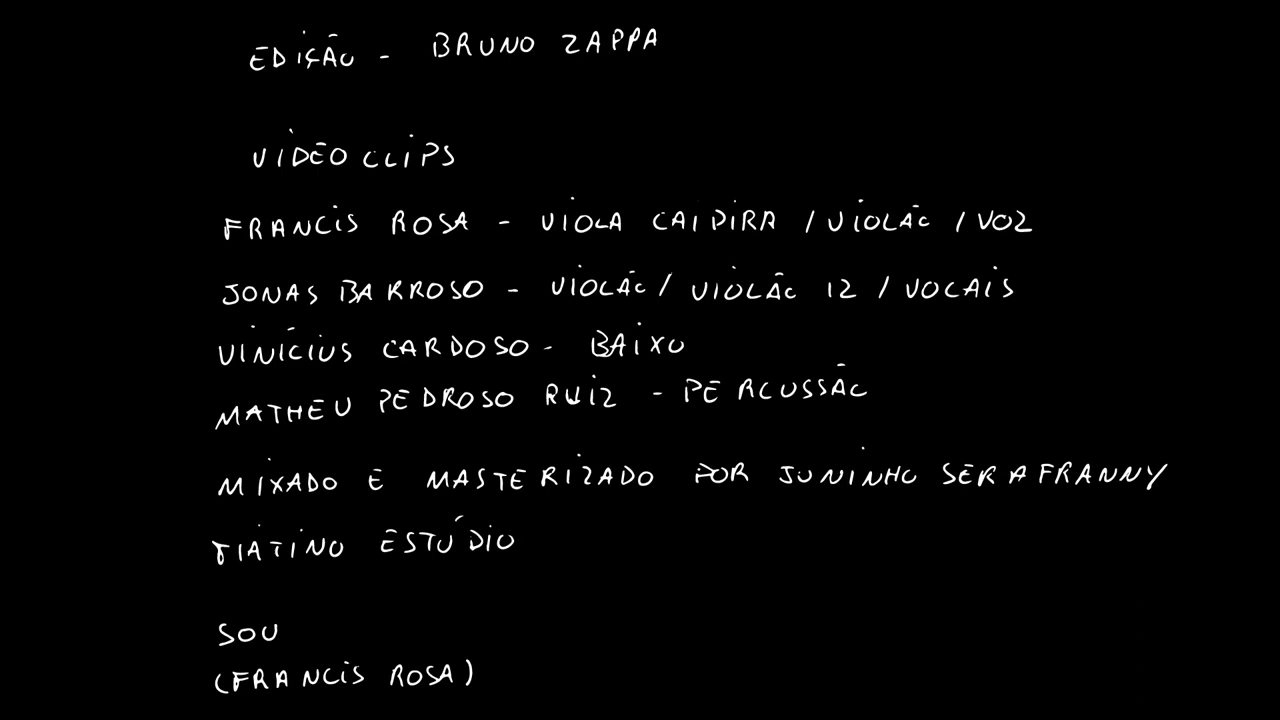 EDIÇÃO - BRUNO ZAPPA
VIDEO CLIPS
FRANCIS ROSA - VIOLA CAIPIRA / VIOLÃO / VOZ
JONAS BARROSO - VIOLÃO / VIOLÃO 12 / VOCAIS
VINÍCIUS CARDOSO - BAIXO
MATHEU PEDROSO RUIZ - PERCUSSÃO
MIXADO E MASTERIZADO POR JUNINHO SERAFRANNY
TIATINO ESTÚDIO
SOU
(FRANCIS ROSA)